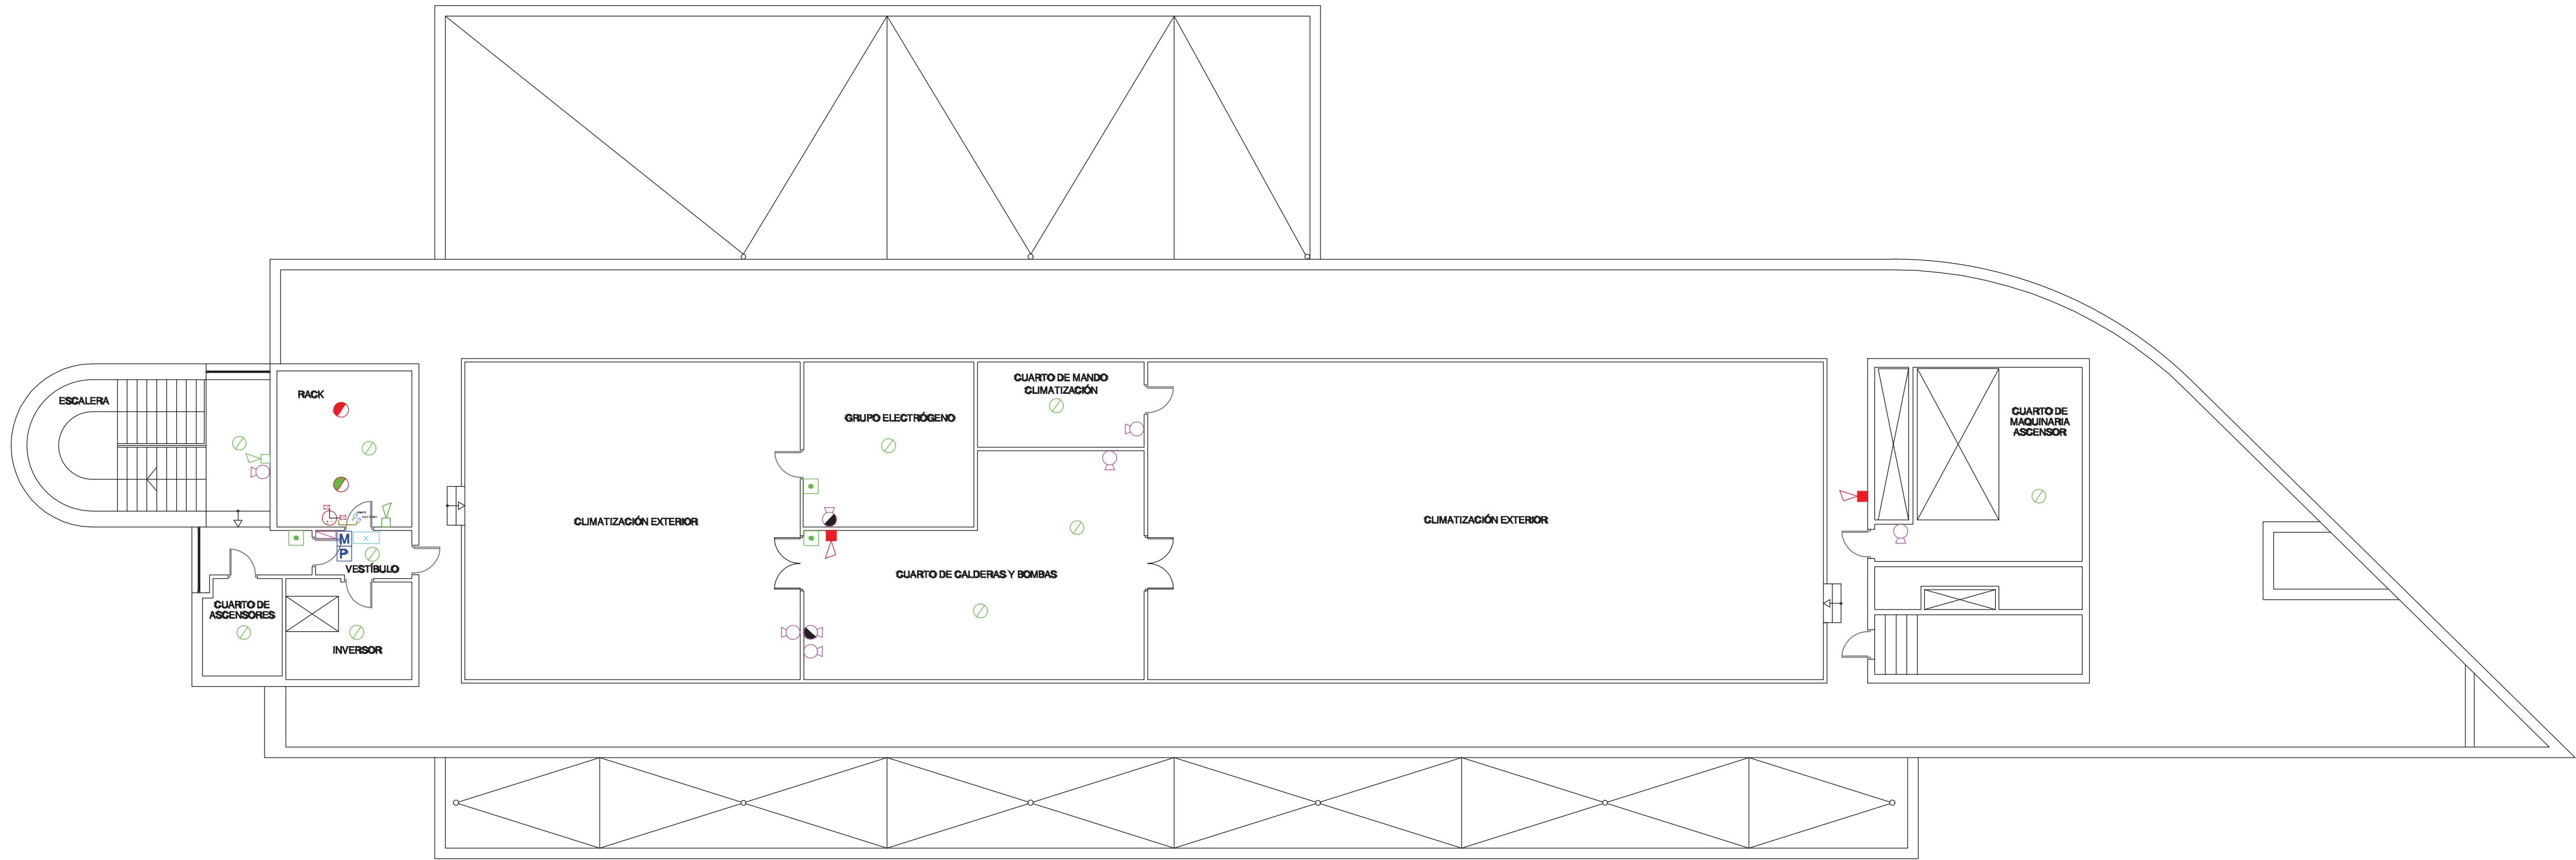 ESCALERA
RACK
CUARTO DE MANDO
CLIMATIZACIÓN
GRUPO ELECTRÓGENO
CUARTO DE
MAQUINARIA
ASCENSOR
CLIMATIZACIÓN EXTERIOR
CLIMATIZACIÓN EXTERIOR
M
P
VESTÍBULO
CUARTO DE CALDERAS Y BOMBAS
CUARTO DE
ASCENSORES
INVERSOR